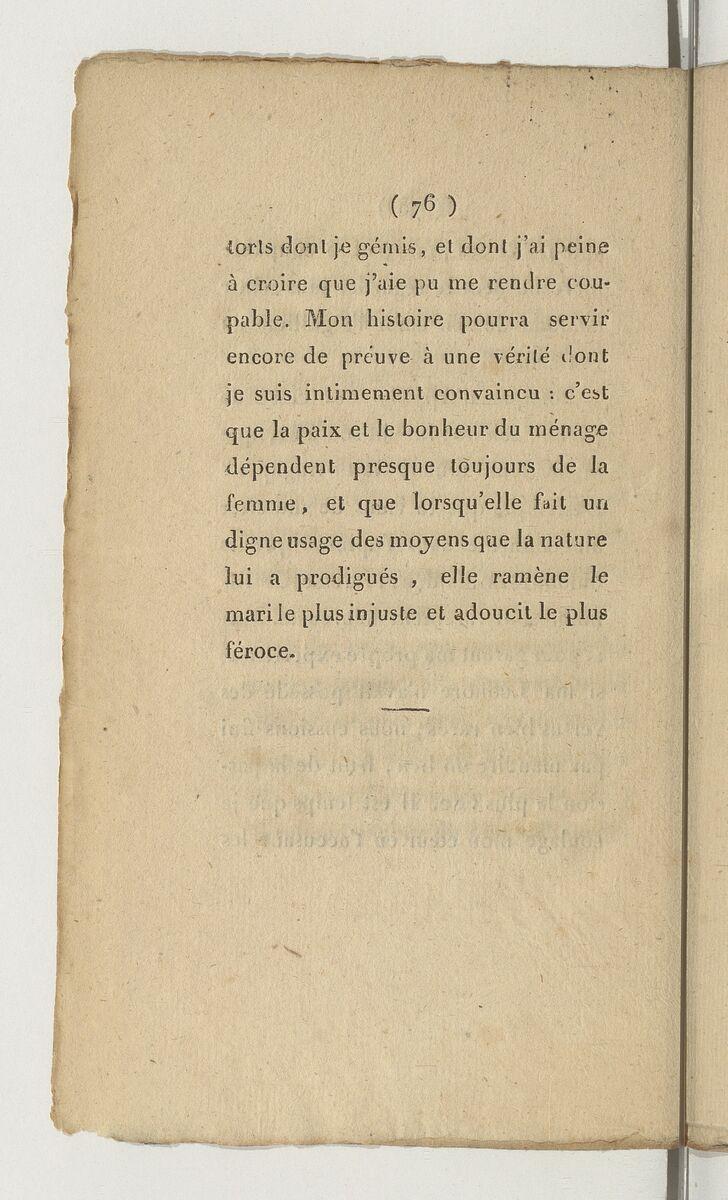 ( 76 )
torts dont je gémis, et dont j'ai peine
à croire que j'aie pu me rendre cou-
pable. Mon histoire pourra servir
encore de preuve à une vérité dont
je suis intimement convaincu : c'est
que la paix et le bonheur du ménage
dépendent presque toujours de la
femme, et que lorsqu'elle fait un
digne usage des moyens que la nature
lui a prodigués , elle ramène le
mari le plus injuste et adoucit le plus
féroce.